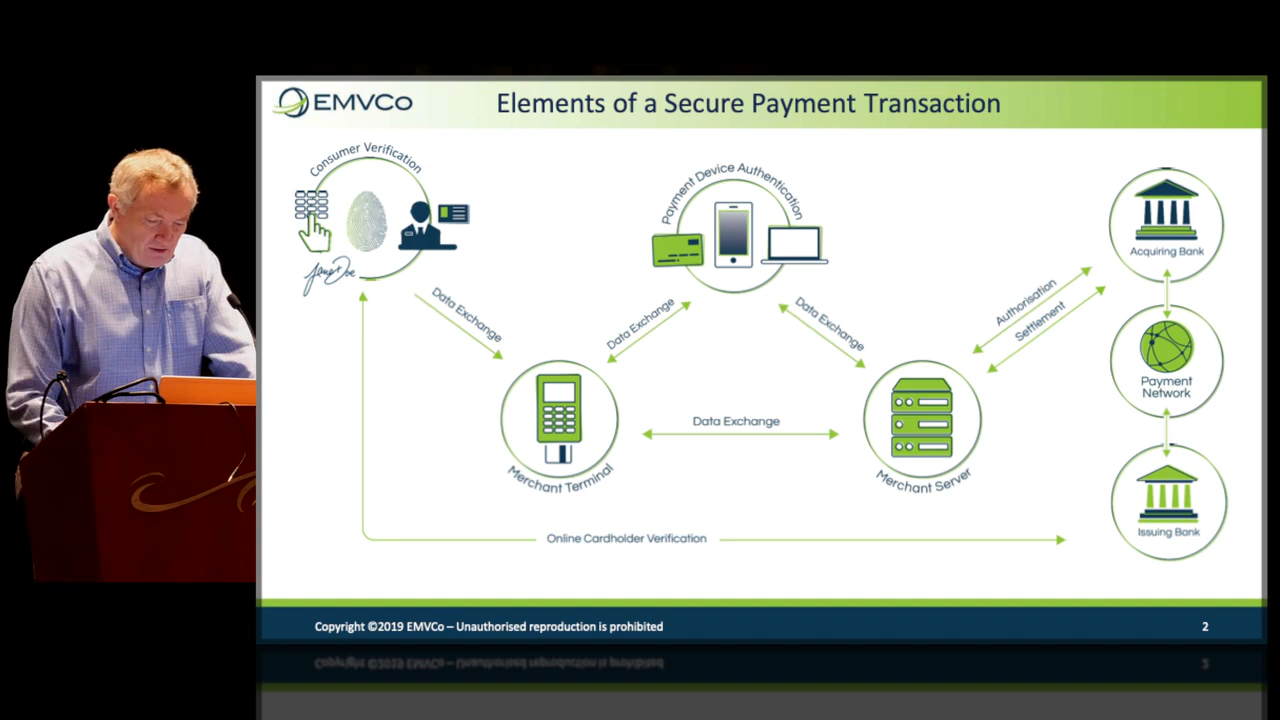 EMVCo
Elements of a Secure Payment Transaction
Consumer Verification
Jane Doe
Payment Device Authentication
Acquiring Bank
Data Exchange
Data Exchange
Data Exchange
Authorisation
Settlement
Payment
Network
Data Exchange
Merchant Terminal
Merchant Server
Issuing Bank
Online Cardholder Verification
Copyright ©2019 EMVCo – Unauthorised reproduction is prohibited
2